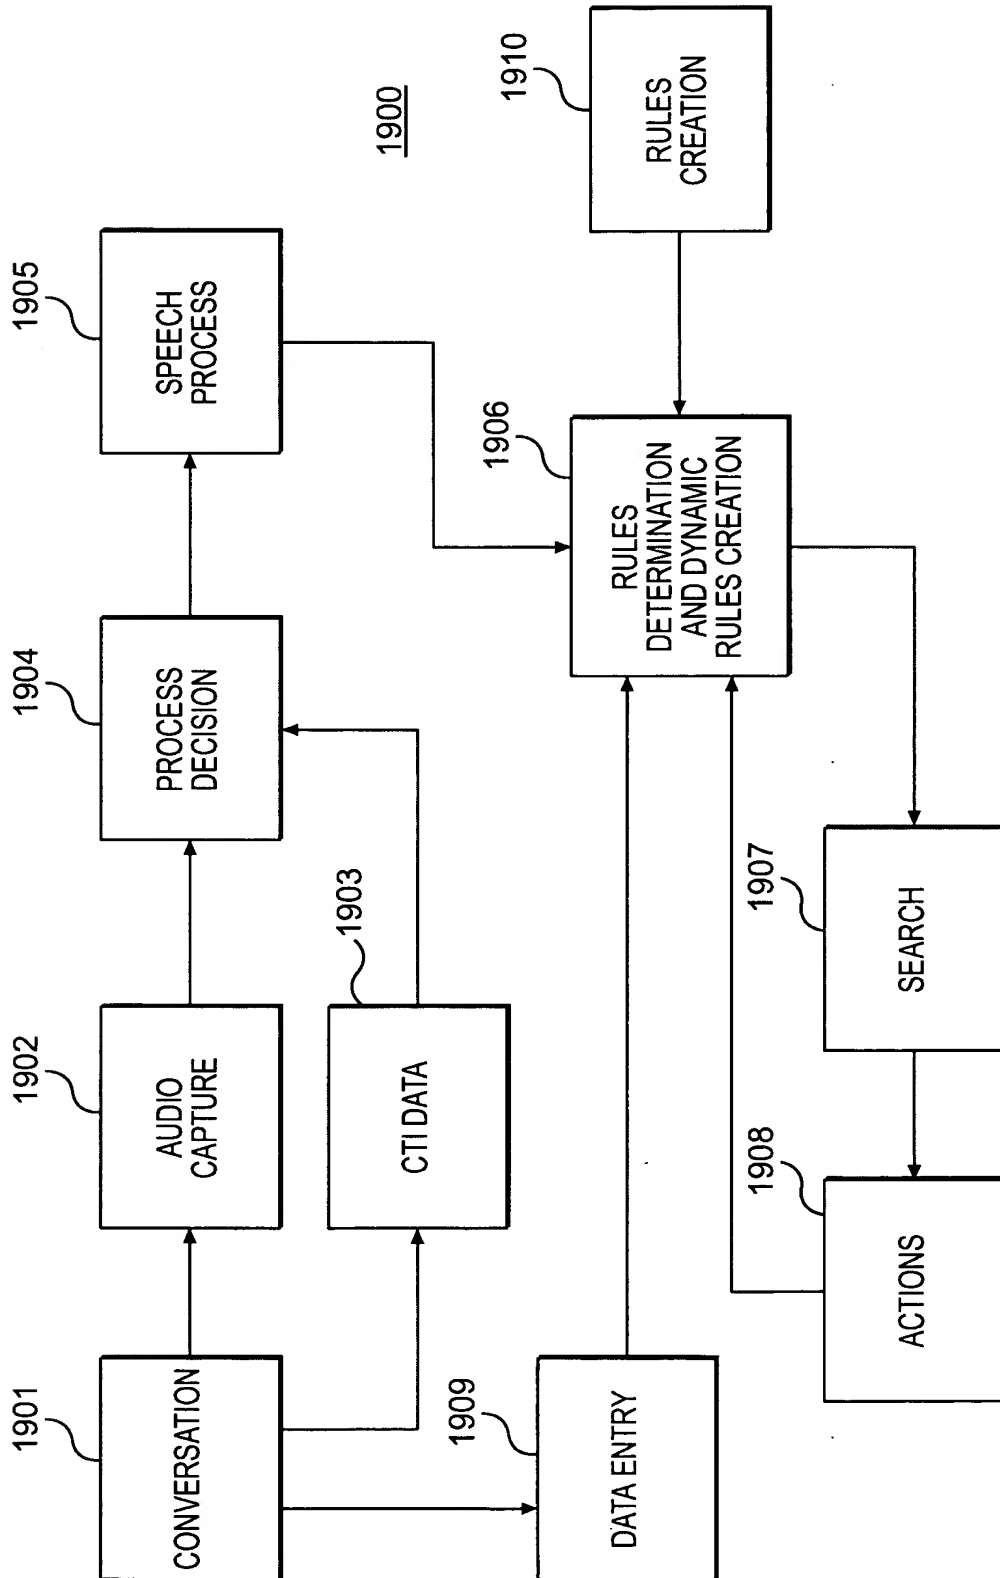 1900
1901
CONVERSATION
1902
AUDIO
CAPTURE
1903
CTI DATA
1904
PROCESS
DECISION
1905
SPEECH
PROCESS
1909
DATA ENTRY
1906
RULES
DETERMINATION
AND DYNAMIC
RULES CREATION
1910
RULES
CREATION
1908
ACTIONS
1907
SEARCH